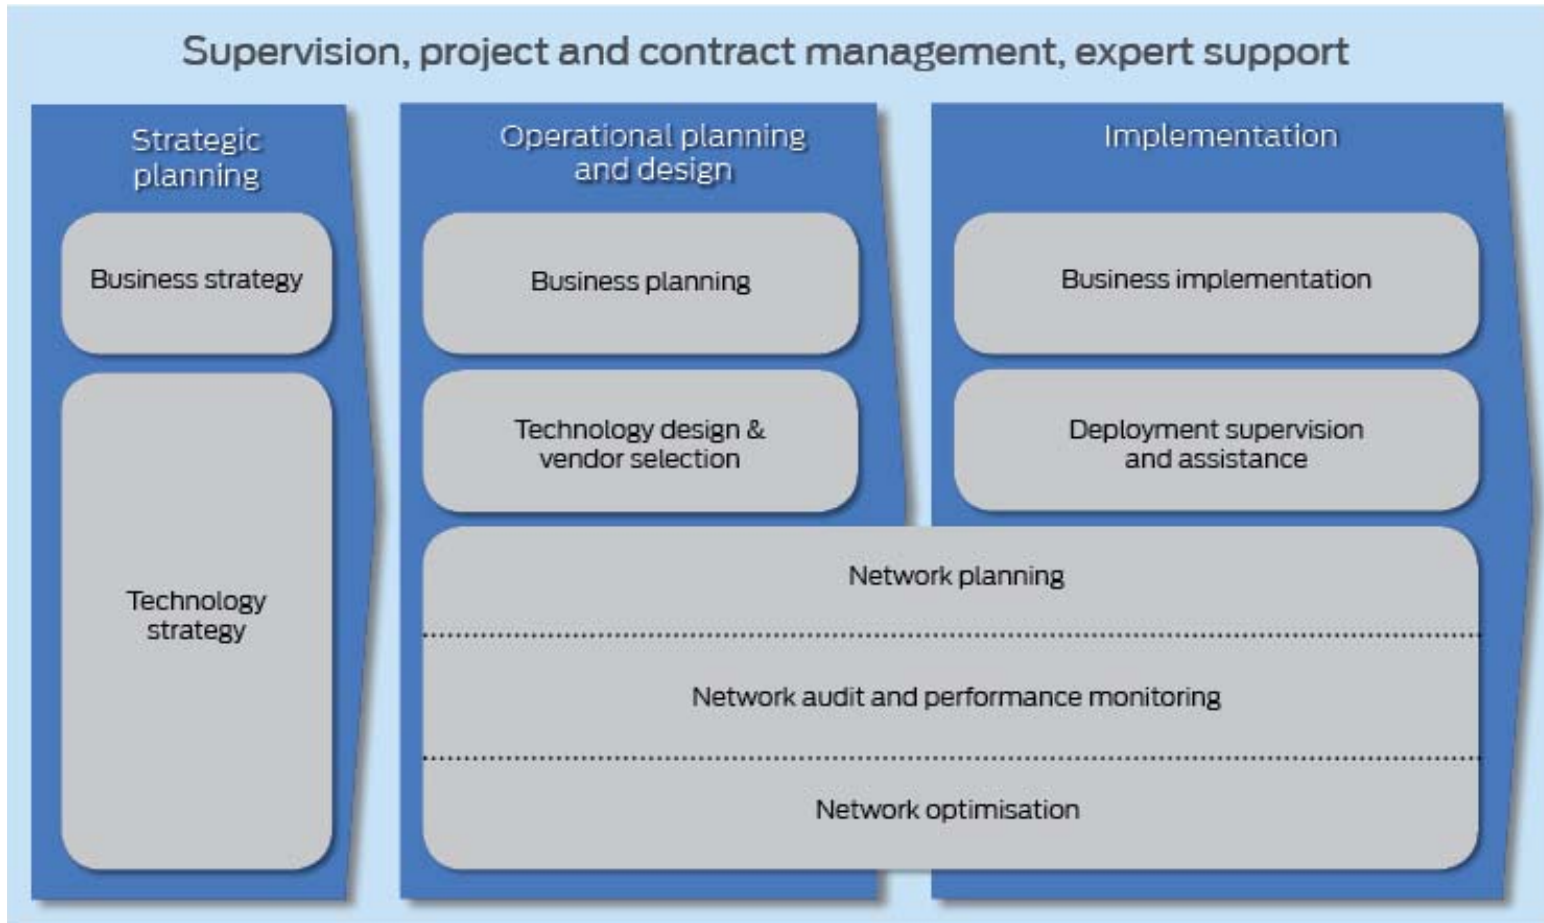 Supervision, project and contract management, expert support
Strategic
planning
Business strategy
Technology
strategy
Operational planning
and design
Business planning
Technology design &
vendor selection
Implementation
Business implementation
Deployment supervision
and assistance
Network planning
Network audit and performance monitoring
Network optimisation